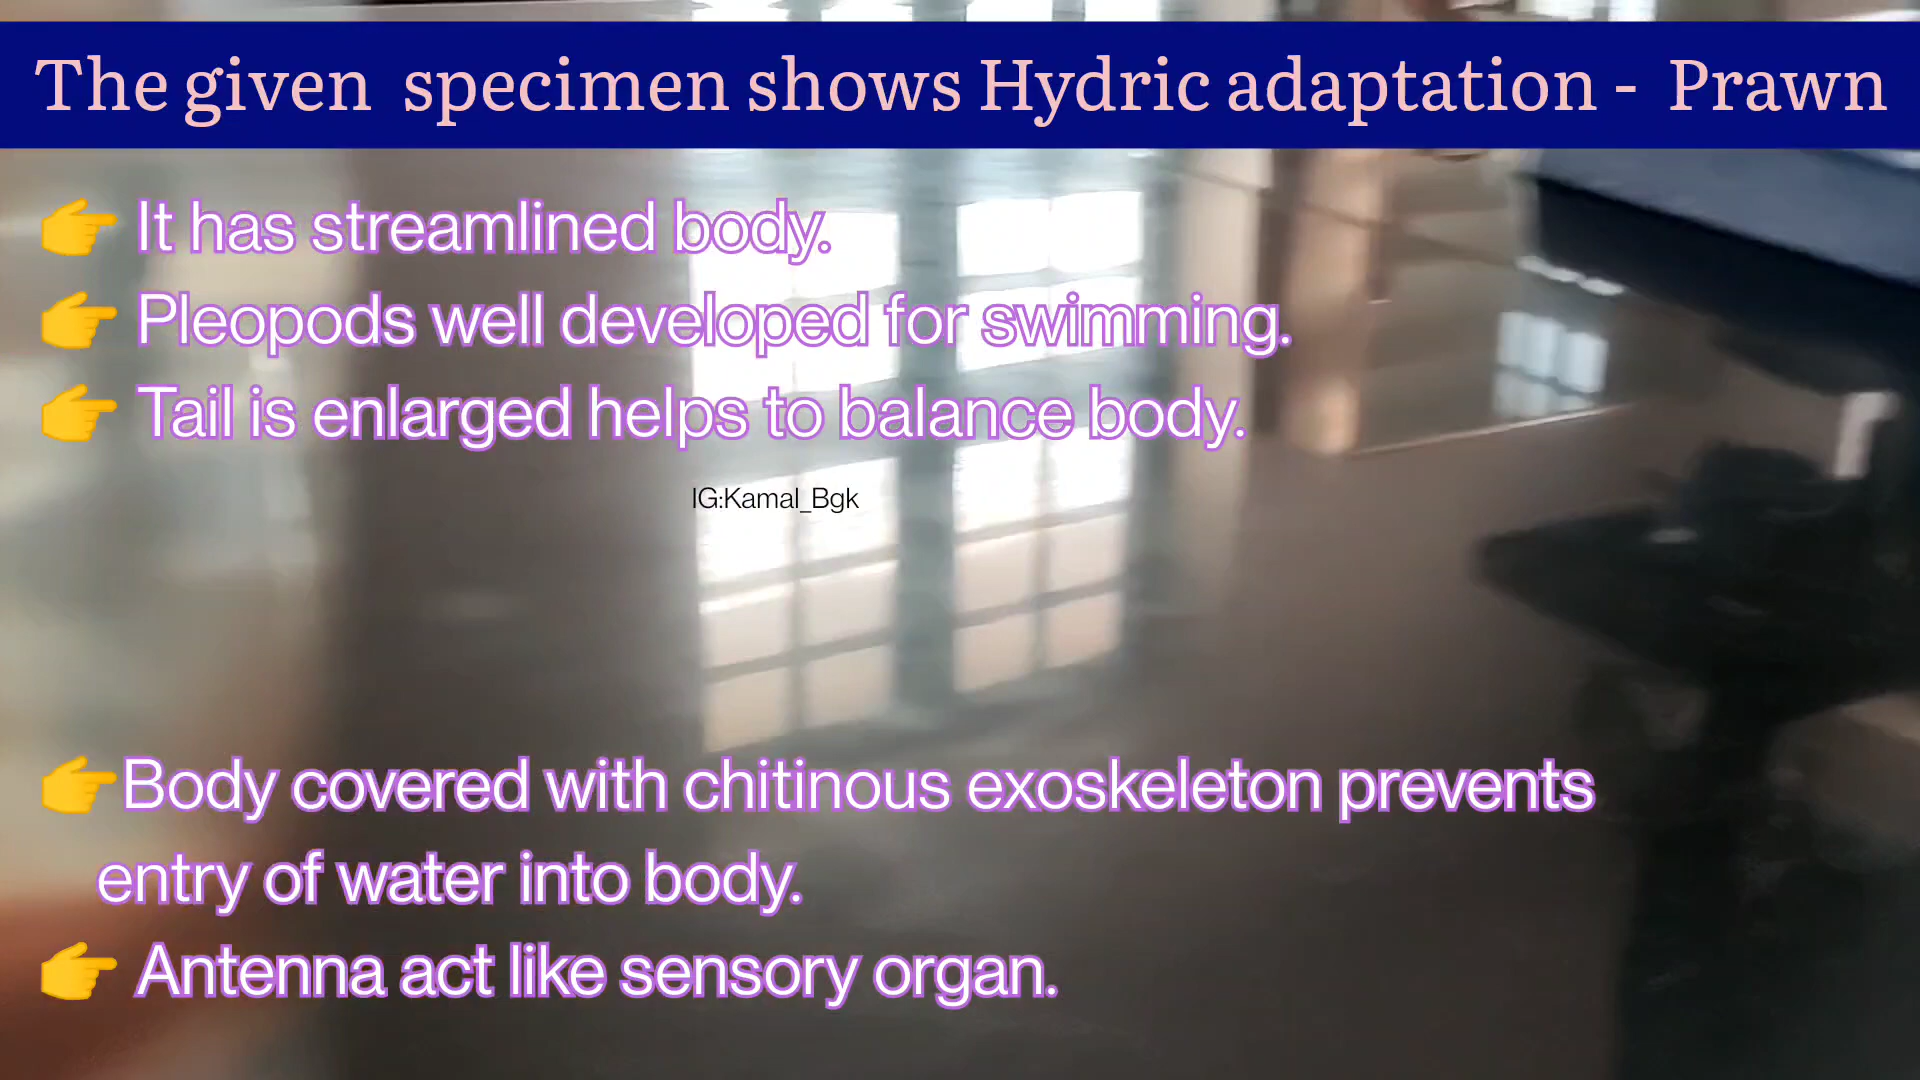 The given specimen shows Hydric adaptation - Prawn
👉 It has streamlined body.
👉 Pleopods well developed for swimming.
👉 Tail is enlarged helps to balance body.
IG:Kamal_Bgk
👉Body covered with chitinous exoskeleton prevents
entry of water into body.
👉 Antenna act like sensory organ.